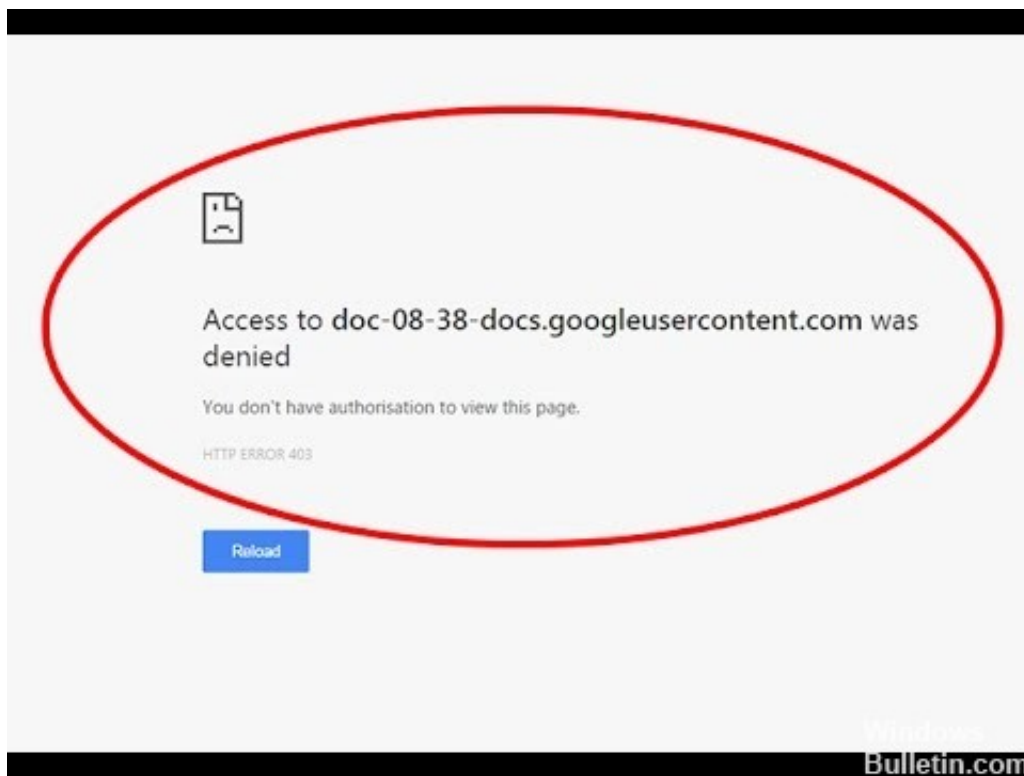 Access to doc-08-38-docs.googleusercontent.com was
denied
You don't have authorisation to view this page.
HTTP ERROR 403
Reload
Windows
Bulletin.com